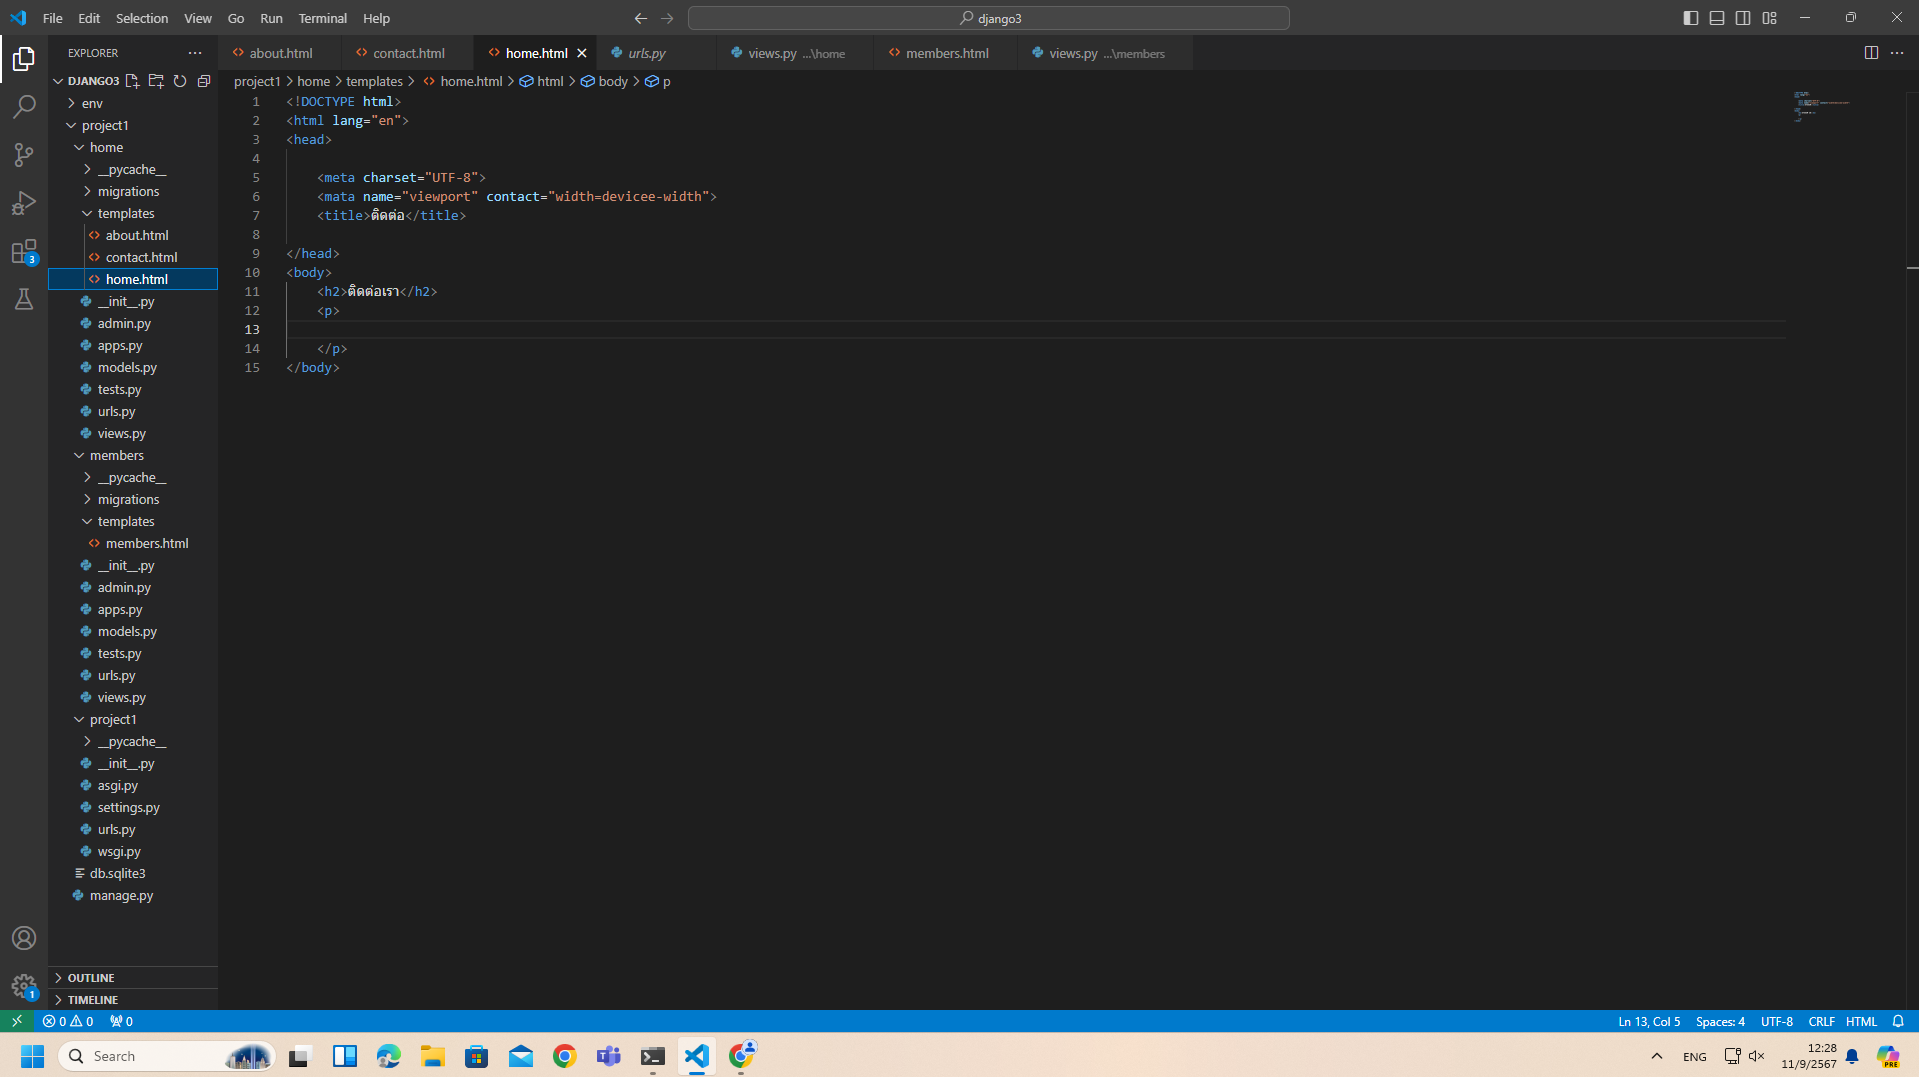 File Edit Selection View Go Run Terminal Help
django3
EXPLORER
DJANGO3
env
project1
home
__pycache__
migrations
templates
about.html
contact.html
home.html
__init__.py
admin.py
apps.py
models.py
tests.py
urls.py
views.py
members
__pycache__
migrations
templates
members.html
__init__.py
admin.py
apps.py
models.py
tests.py
urls.py
views.py
project1
__pycache__
__init__.py
asgi.py
settings.py
urls.py
wsgi.py
db.sqlite3
manage.py
OUTLINE
TIMELINE
3
1
about.html contact.html home.html urls.py views.py ...\home members.html views.py ...\members
project1 > home > templates > home.html > html > body > p
1 <!DOCTYPE html>
2 <html lang="en">
3 <head>
4
5 <meta charset="UTF-8">
6 <mata name="viewport" contact="width=devicee-width">
7 <title>ติดต่อ</title>
8
9 </head>
10 <body>
11 <h2>ติดต่อเรา</h2>
12 <p>
13
14 </p>
15 </body>
0 0 0 Ln 13, Col 5 Spaces: 4 UTF-8 CRLF HTML
Search
ENG
12:28
11/9/2567
PRE